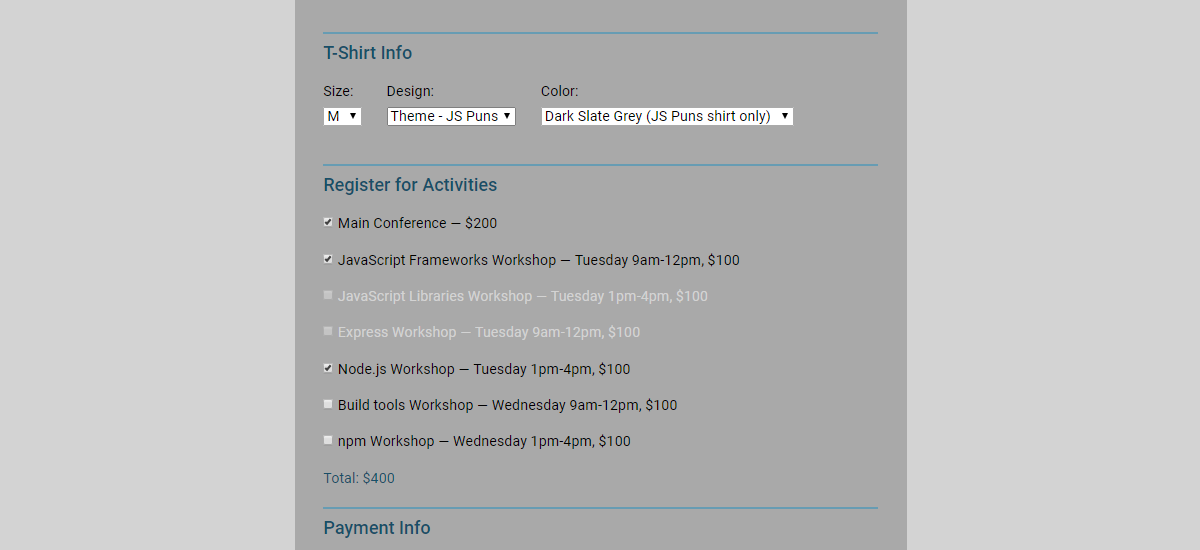 T-Shirt Info
Size: Design: Color:
M Theme - JS Puns Dark Slate Grey (JS Puns shirt only)
Register for Activities
Main Conference — $200
JavaScript Frameworks Workshop — Tuesday 9am-12pm, $100
JavaScript Libraries Workshop — Tuesday 1pm-4pm, $100
Express Workshop — Tuesday 9am-12pm, $100
Node.js Workshop — Tuesday 1pm-4pm, $100
Build tools Workshop — Wednesday 9am-12pm, $100
npm Workshop — Wednesday 1pm-4pm, $100
Total: $400
Payment Info